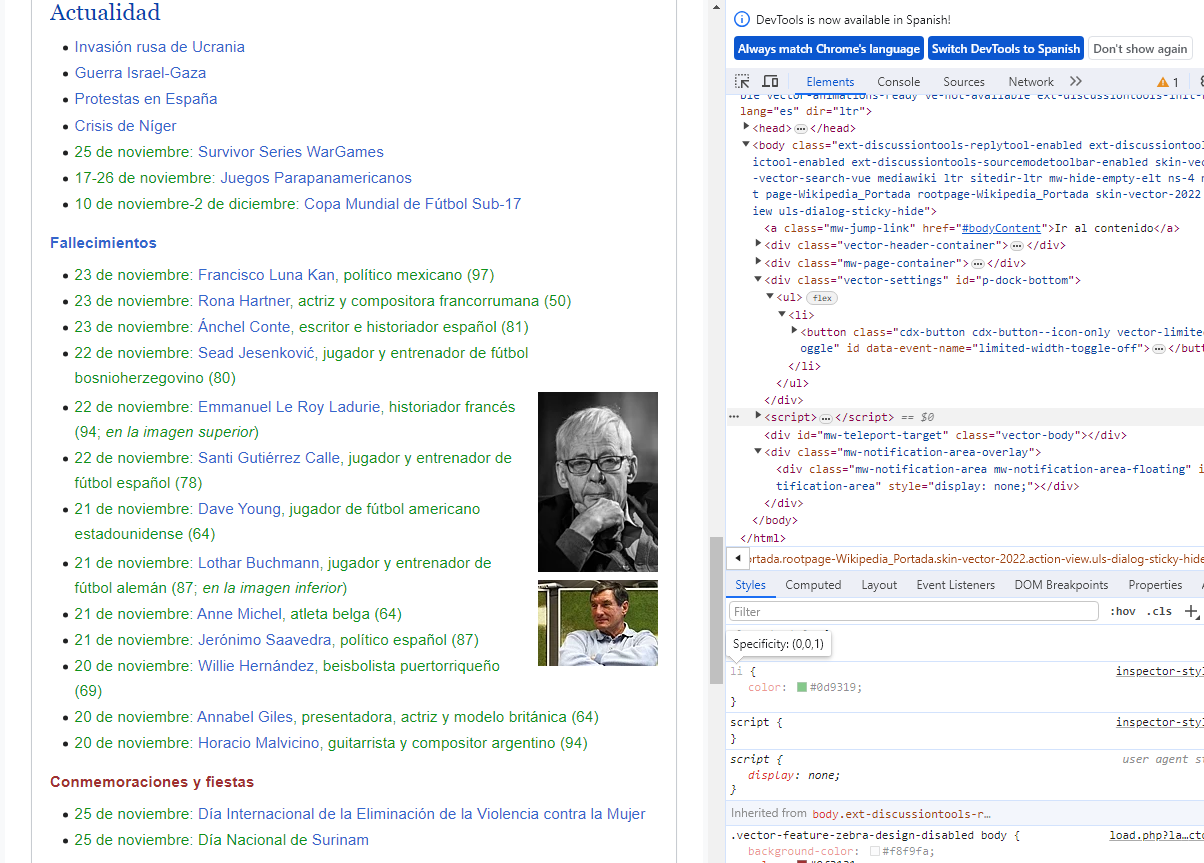 Actualidad
Invasión rusa de Ucrania
Guerra Israel-Gaza
Protestas en España
Crisis de Níger
25 de noviembre: Survivor Series WarGames
17-26 de noviembre: Juegos Parapanamericanos
10 de noviembre-2 de diciembre: Copa Mundial de Fútbol Sub-17
Fallecimientos
23 de noviembre: Francisco Luna Kan, político mexicano (97)
23 de noviembre: Rona Hartner, actriz y compositora francorrumana (50)
23 de noviembre: Ánchel Conte, escritor e historiador español (81)
22 de noviembre: Sead Jesenković, jugador y entrenador de fútbol
bosnioherzegovino (80)
22 de noviembre: Emmanuel Le Roy Ladurie, historiador francés
(94; en la imagen superior)
22 de noviembre: Santi Gutiérrez Calle, jugador y entrenador de
fútbol español (78)
21 de noviembre: Dave Young, jugador de fútbol americano
estadounidense (64)
21 de noviembre: Lothar Buchmann, jugador y entrenador de
fútbol alemán (87; en la imagen inferior)
21 de noviembre: Anne Michel, atleta belga (64)
21 de noviembre: Jerónimo Saavedra, político español (87)
20 de noviembre: Willie Hernández, beisbolista puertorriqueño
(69)
20 de noviembre: Annabel Giles, presentadora, actriz y modelo británica (64)
20 de noviembre: Horacio Malvicino, guitarrista y compositor argentino (94)
Conmemoraciones y fiestas
25 de noviembre: Día Internacional de la Eliminación de la Violencia contra la Mujer
25 de noviembre: Día Nacional de Surinam
DevTools is now available in Spanish!
Always match Chrome's language Switch DevTools to Spanish Don't show again
Elements Console Sources Network 1
ble vector-animations-ready ve-not-available ext-discussiontools-init-
lang="es" dir="ltr">
<head> </head>
<body class="ext-discussiontools-replytool-enabled ext-discussiontool
ictool-enabled ext-discussiontools-sourcemodetoolbar-enabled skin-ve
-vector-search-vue mediawiki ltr sitedir-ltr mw-hide-empty-elt ns-4
t page-Wikipedia_Portada rootpage-Wikipedia_Portada skin-vector-2022
iew uls-dialog-sticky-hide">
<a class="mw-jump-link" href="#bodyContent">Ir al contenido</a>
<div class="vector-header-container"> </div>
<div class="mw-page-container"> </div>
<div class="vector-settings" id="p-dock-bottom">
<ul> flex
<li>
<button class="cdx-button cdx-button--icon-only vector-limited
oggle" id data-event-name="limited-width-toggle-off"> </butt
</li>
</ul>
</div>
<script> </script> == $0
<div id="mw-teleport-target" class="vector-body"></div>
<div class="mw-notification-area-overlay">
<div class="mw-notification-area mw-notification-area-floating" i
tification-area" style="display: none;"></div>
</div>
</body>
</html>
ortada.rootpage-Wikipedia_Portada.skin-vector-2022.action-view.uls-dialog-sticky-hide
Styles Computed Layout Event Listeners DOM Breakpoints Properties
Filter :hov .cls
Specificity: (0,0,1)
li { inspector-sty
color: #0d9319;
}
script { inspector-sty
}
script { user agent st
display: none;
}
Inherited from body.ext-discussiontools-r…
.vector-feature-zebra-design-disabled body { load.php?la…ct
background-color: #f8f9fa;